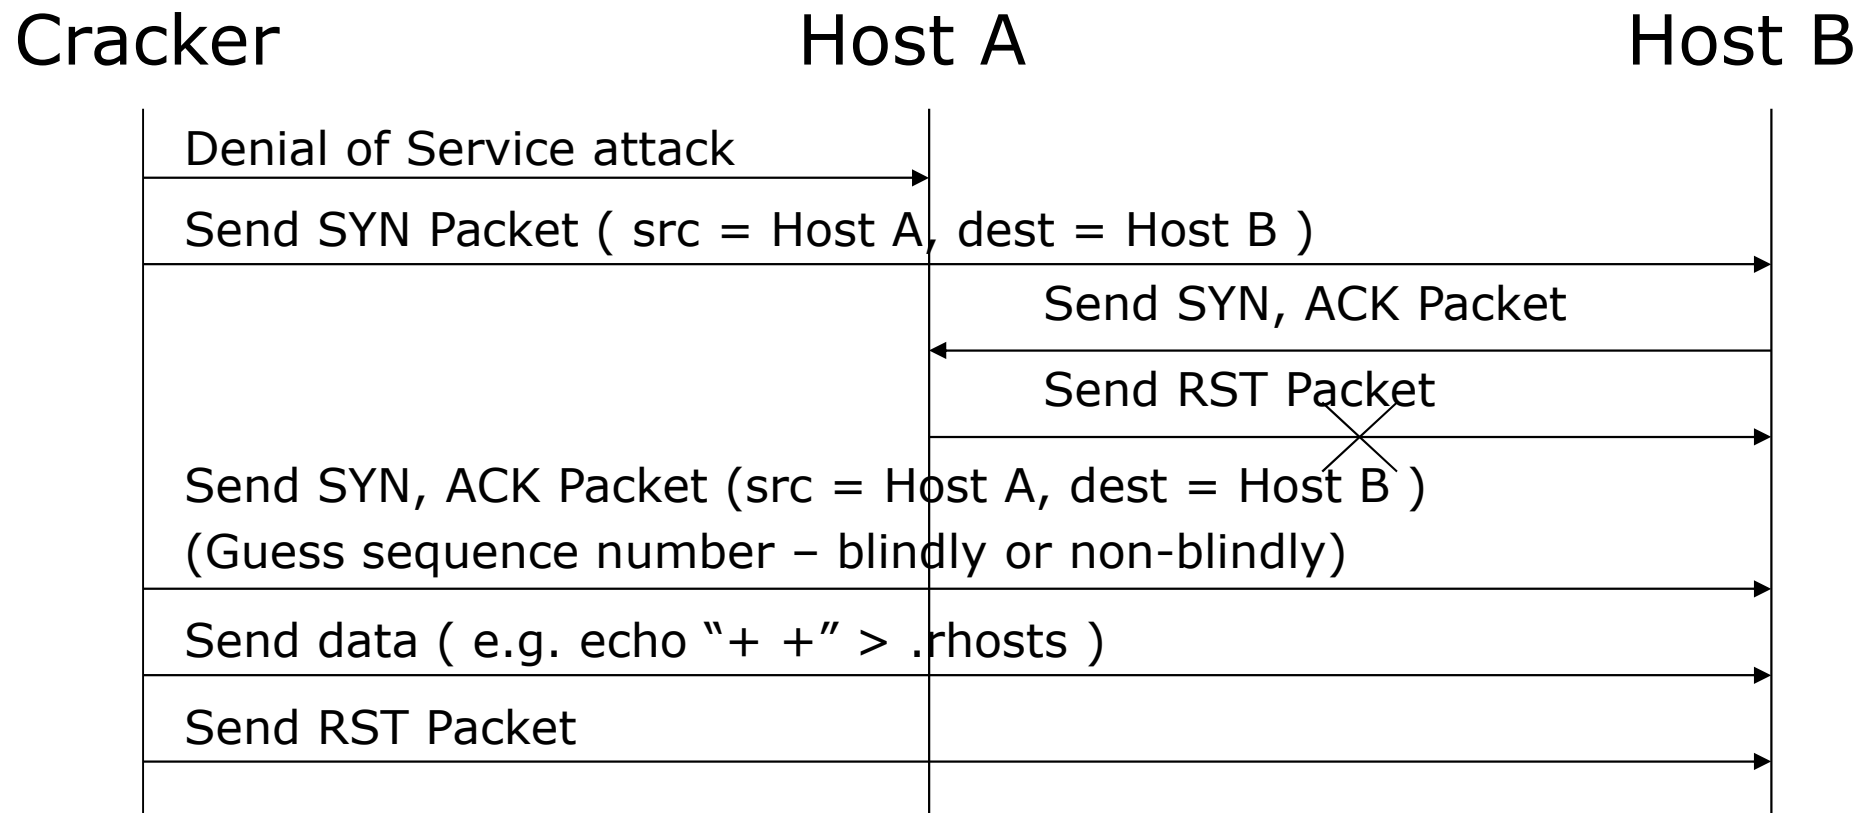 Cracker Host A Host B
Denial of Service attack
Send SYN Packet ( src = Host A, dest = Host B )
Send SYN, ACK Packet
Send RST Packet
Send SYN, ACK Packet (src = Host A, dest = Host B )
(Guess sequence number – blindly or non-blindly)
Send data ( e.g. echo “+ +” > .rhosts )
Send RST Packet